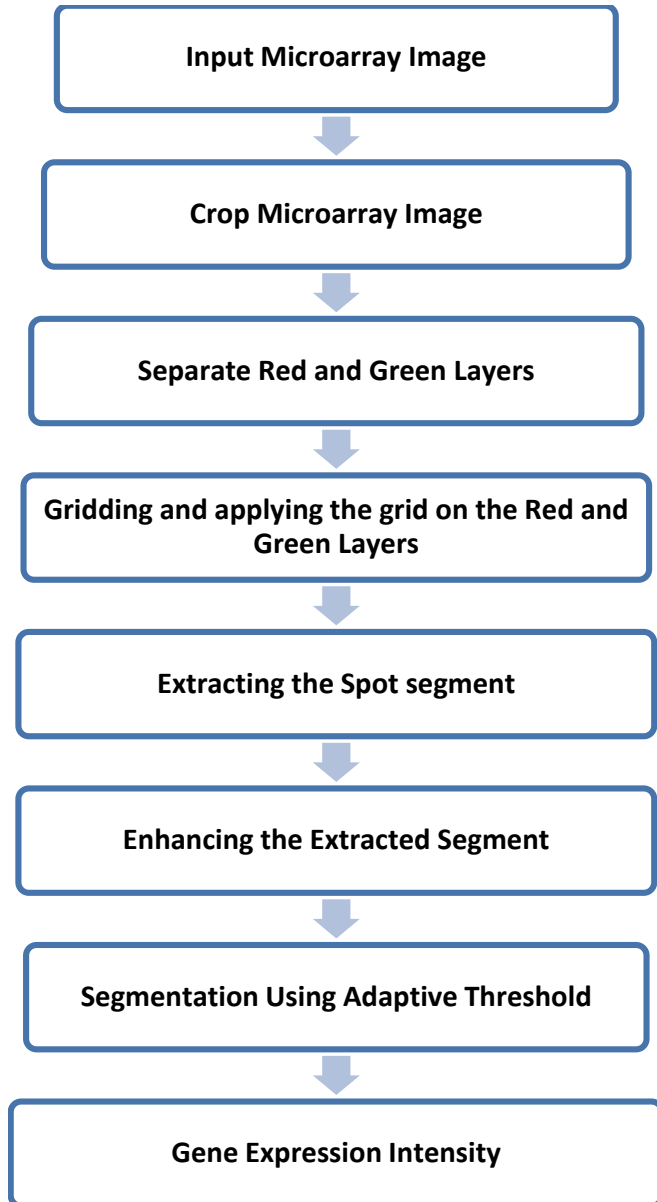 Input Microarray Image
Crop Microarray Image
Separate Red and Green Layers
Gridding and applying the grid on the Red and
Green Layers
Extracting the Spot segment
Enhancing the Extracted Segment
Segmentation Using Adaptive Threshold
Gene Expression Intensity